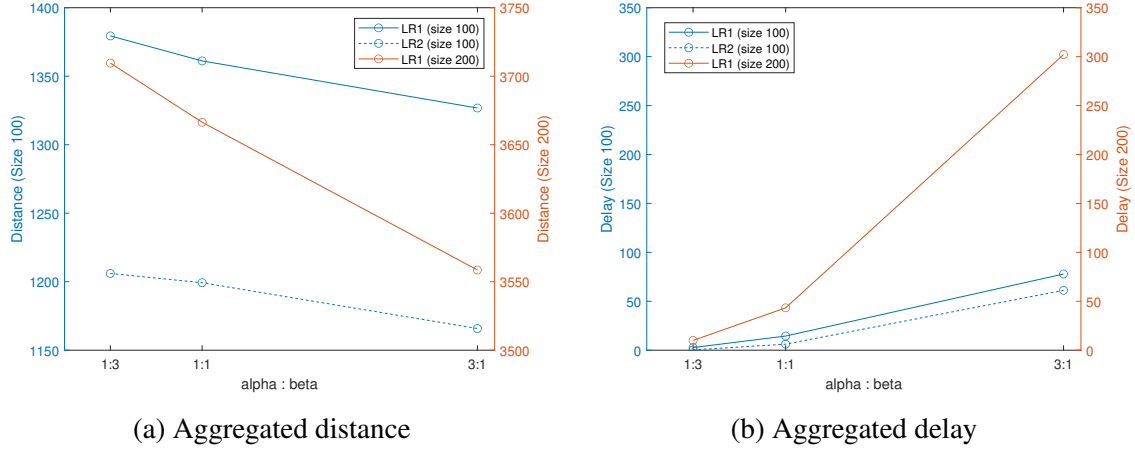 1400
1350
1300
1250
1200
1150
Distance (Size 100)
3750
3700
3650
3600
3550
3500
Distance (Size 200)
LR1 (size 100)
LR2 (size 100)
LR1 (size 200)
1:3 1:1 3:1
alpha : beta
(a) Aggregated distance
350
300
250
200
150
100
50
0
Delay (Size 100)
350
300
250
200
150
100
50
0
Delay (Size 200)
LR1 (size 100)
LR2 (size 100)
LR1 (size 200)
1:3 1:1 3:1
alpha : beta
(b) Aggregated delay